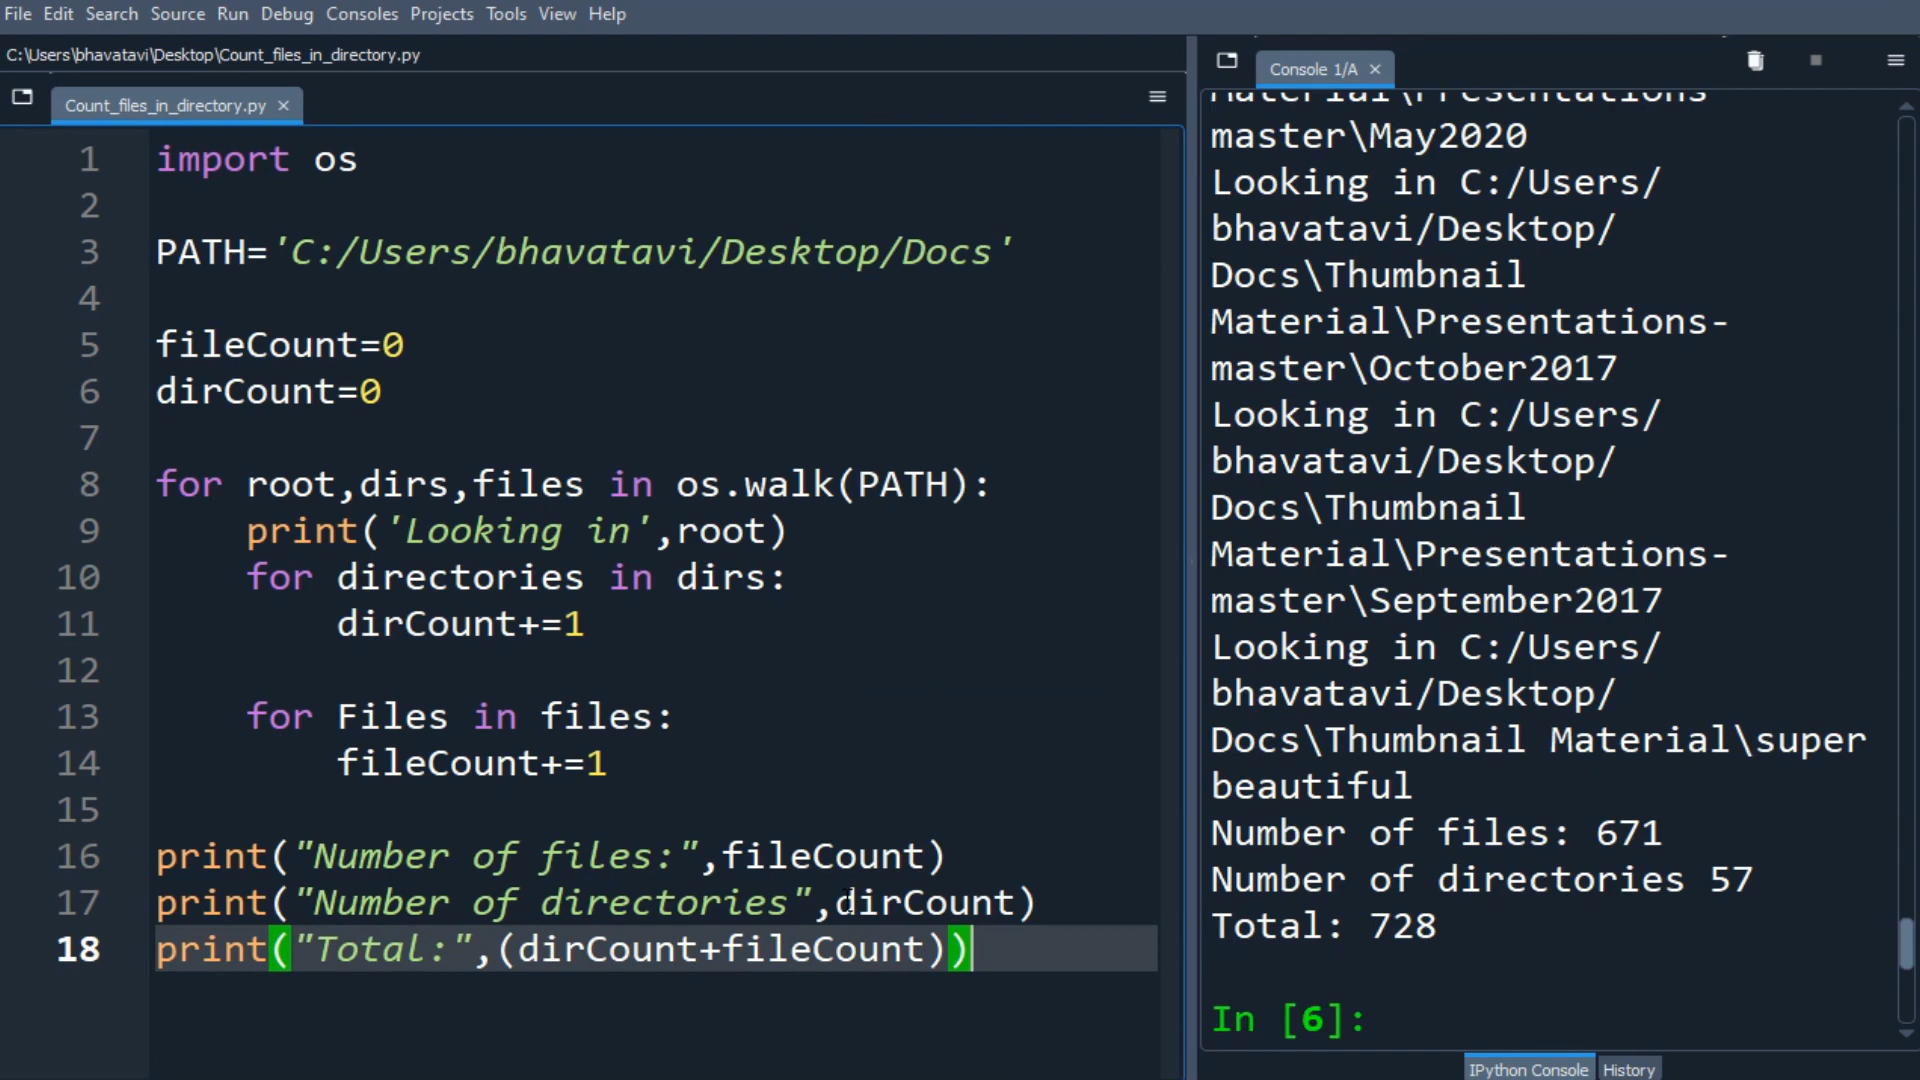 File Edit Search Source Run Debug Consoles Projects Tools View Help
C:\Users\bhavatavi\Desktop\Count_files_in_directory.py
Count_files_in_directory.py
1 import os
2
3 PATH='C:/Users/bhavatavi/Desktop/Docs'
4
5 fileCount=0
6 dirCount=0
7
8 for root,dirs,files in os.walk(PATH):
9     print('Looking in',root)
10     for directories in dirs:
11         dirCount+=1
12
13     for Files in files:
14         fileCount+=1
15
16 print("Number of files:",fileCount)
17 print("Number of directories",dirCount)
18 print("Total:",(dirCount+fileCount))
Console 1/A
Material\Presentations-
master\May2020
Looking in C:/Users/
bhavatavi/Desktop/
Docs\Thumbnail
Material\Presentations-
master\October2017
Looking in C:/Users/
bhavatavi/Desktop/
Docs\Thumbnail
Material\Presentations-
master\September2017
Looking in C:/Users/
bhavatavi/Desktop/
Docs\Thumbnail Material\super
beautiful
Number of files: 671
Number of directories 57
Total: 728
In [6]:
IPython Console History